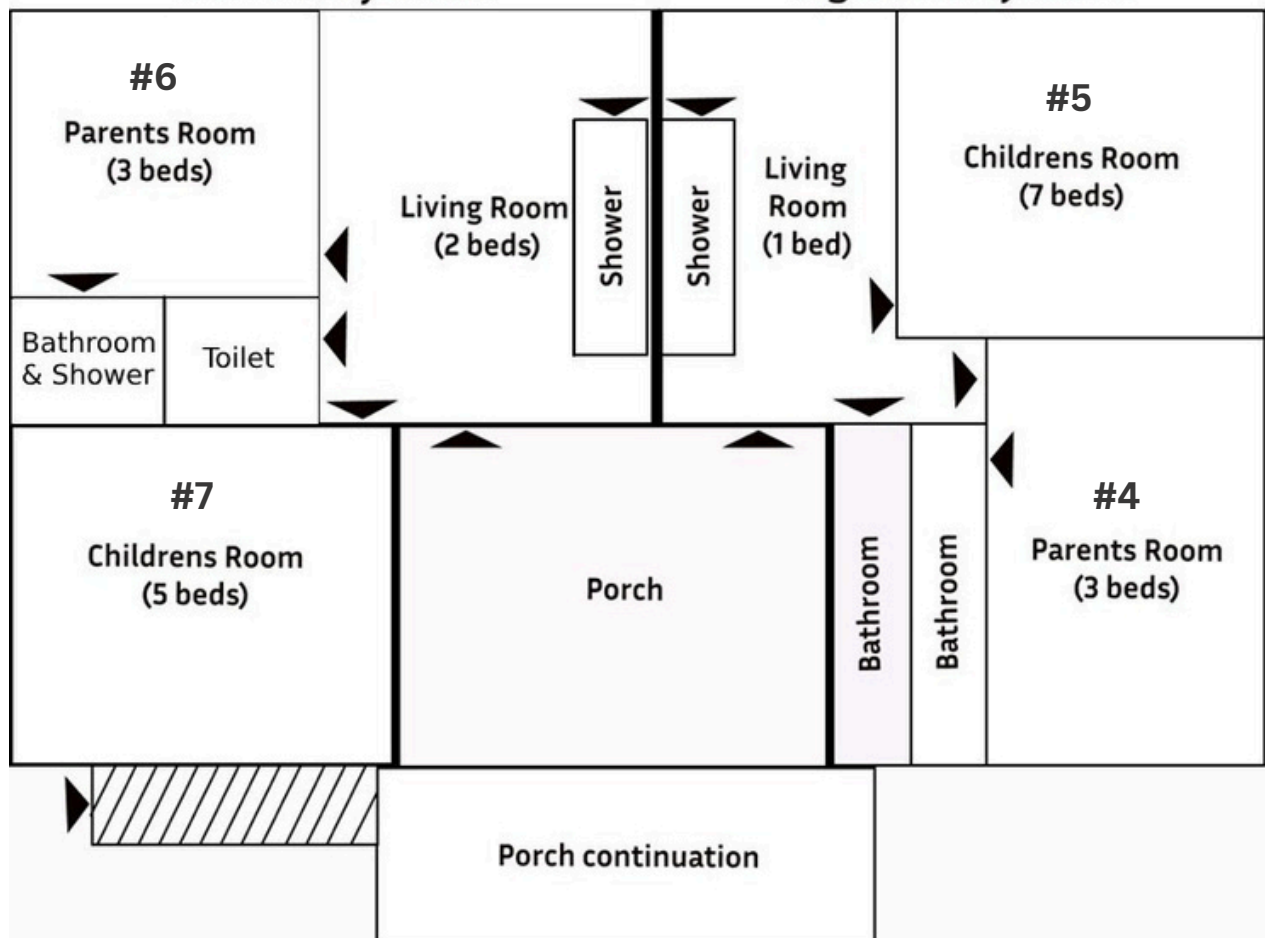 #6
Parents Room
(3 beds)
Living Room
(2 beds)
Shower
Shower
Living
Room
(1 bed)
#5
Childrens Room
(7 beds)
Bathroom
& Shower
Toilet
#7
Childrens Room
(5 beds)
Porch
Bathroom
Bathroom
#4
Parents Room
(3 beds)
Porch continuation